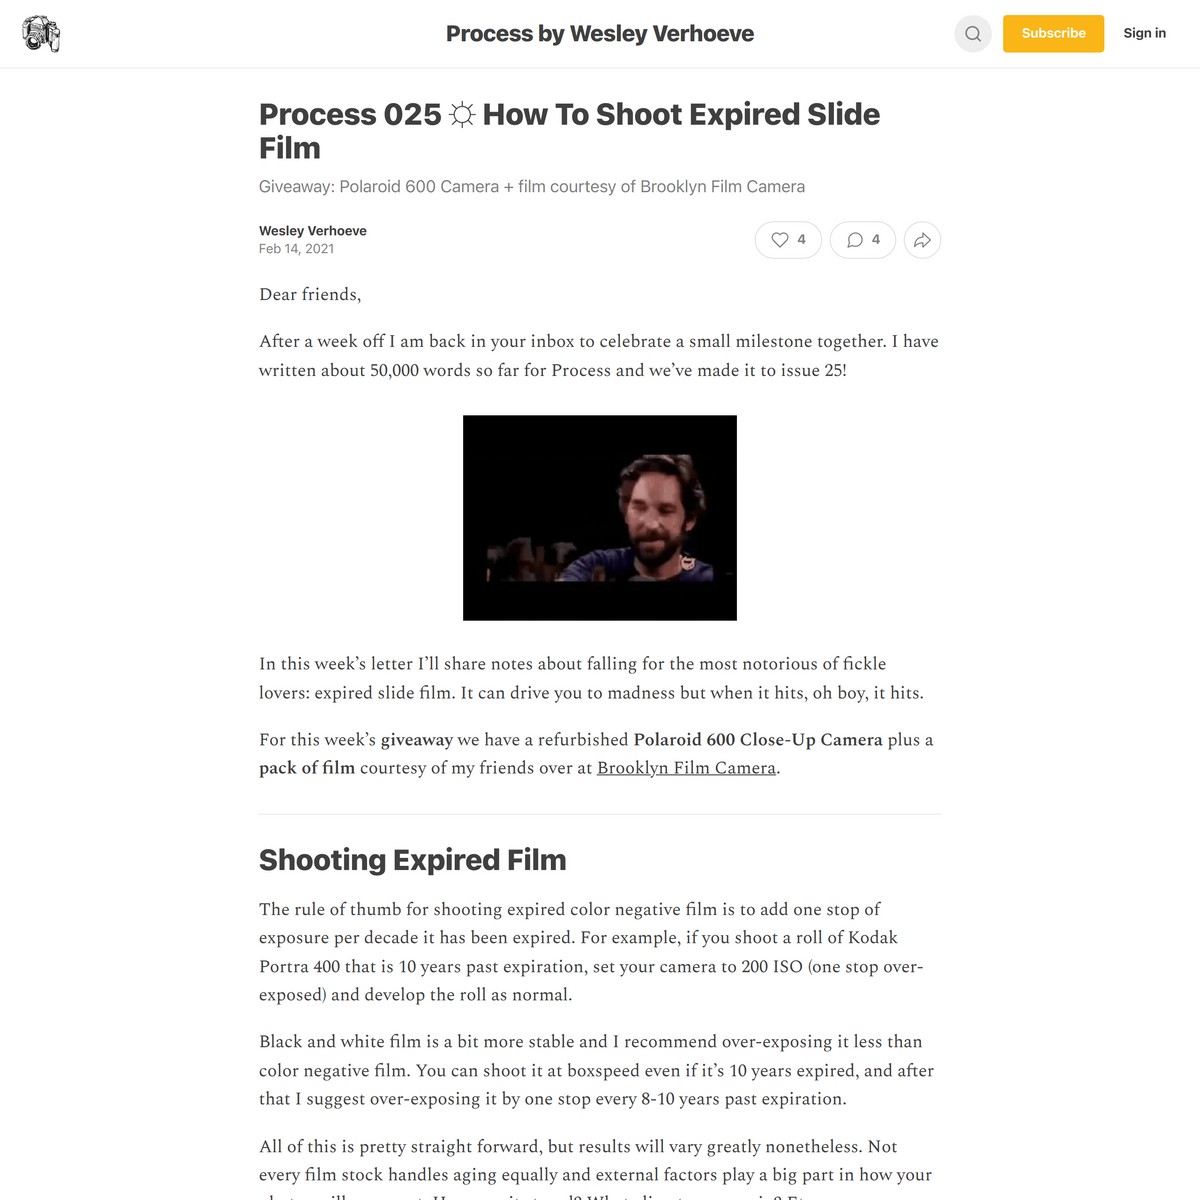 Process by Wesley Verhoeve
Subscribe
Sign in
Process 025 ☼ How To Shoot Expired Slide
Film
Giveaway: Polaroid 600 Camera + film courtesy of Brooklyn Film Camera
Wesley Verhoeve
Feb 14, 2021
4
4
Dear friends,
After a week off I am back in your inbox to celebrate a small milestone together. I have
written about 50,000 words so far for Process and we’ve made it to issue 25!
In this week’s letter I’ll share notes about falling for the most notorious of fickle
lovers: expired slide film. It can drive you to madness but when it hits, oh boy, it hits.
For this week’s giveaway we have a refurbished Polaroid 600 Close-Up Camera plus a
pack of film courtesy of my friends over at Brooklyn Film Camera.
Shooting Expired Film
The rule of thumb for shooting expired color negative film is to add one stop of
exposure per decade it has been expired. For example, if you shoot a roll of Kodak
Portra 400 that is 10 years past expiration, set your camera to 200 ISO (one stop over-
exposed) and develop the roll as normal.
Black and white film is a bit more stable and I recommend over-exposing it less than
color negative film. You can shoot it at boxspeed even if it’s 10 years expired, and after
that I suggest over-exposing it by one stop every 8-10 years past expiration.
All of this is pretty straight forward, but results will vary greatly nonetheless. Not
every film stock handles aging equally and external factors play a big part in how your